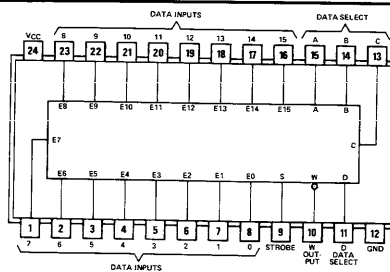 DATA INPUTS DATA SELECT
VCC 8 9 10 11 12 13 14 15 A B C
24 23 22 21 20 19 18 17 16 15 14 13
E8 E9 E10 E11 E12 E13 E14 E15 A B
E7 C
E6 E5 E4 E3 E2 E1 E0 S W D
1 2 3 4 5 6 7 8 9 10 11 12
7 6 5 4 3 2 1 0 STROBE W D GND
OUT- DATA
PUT SELECT
DATA INPUTS